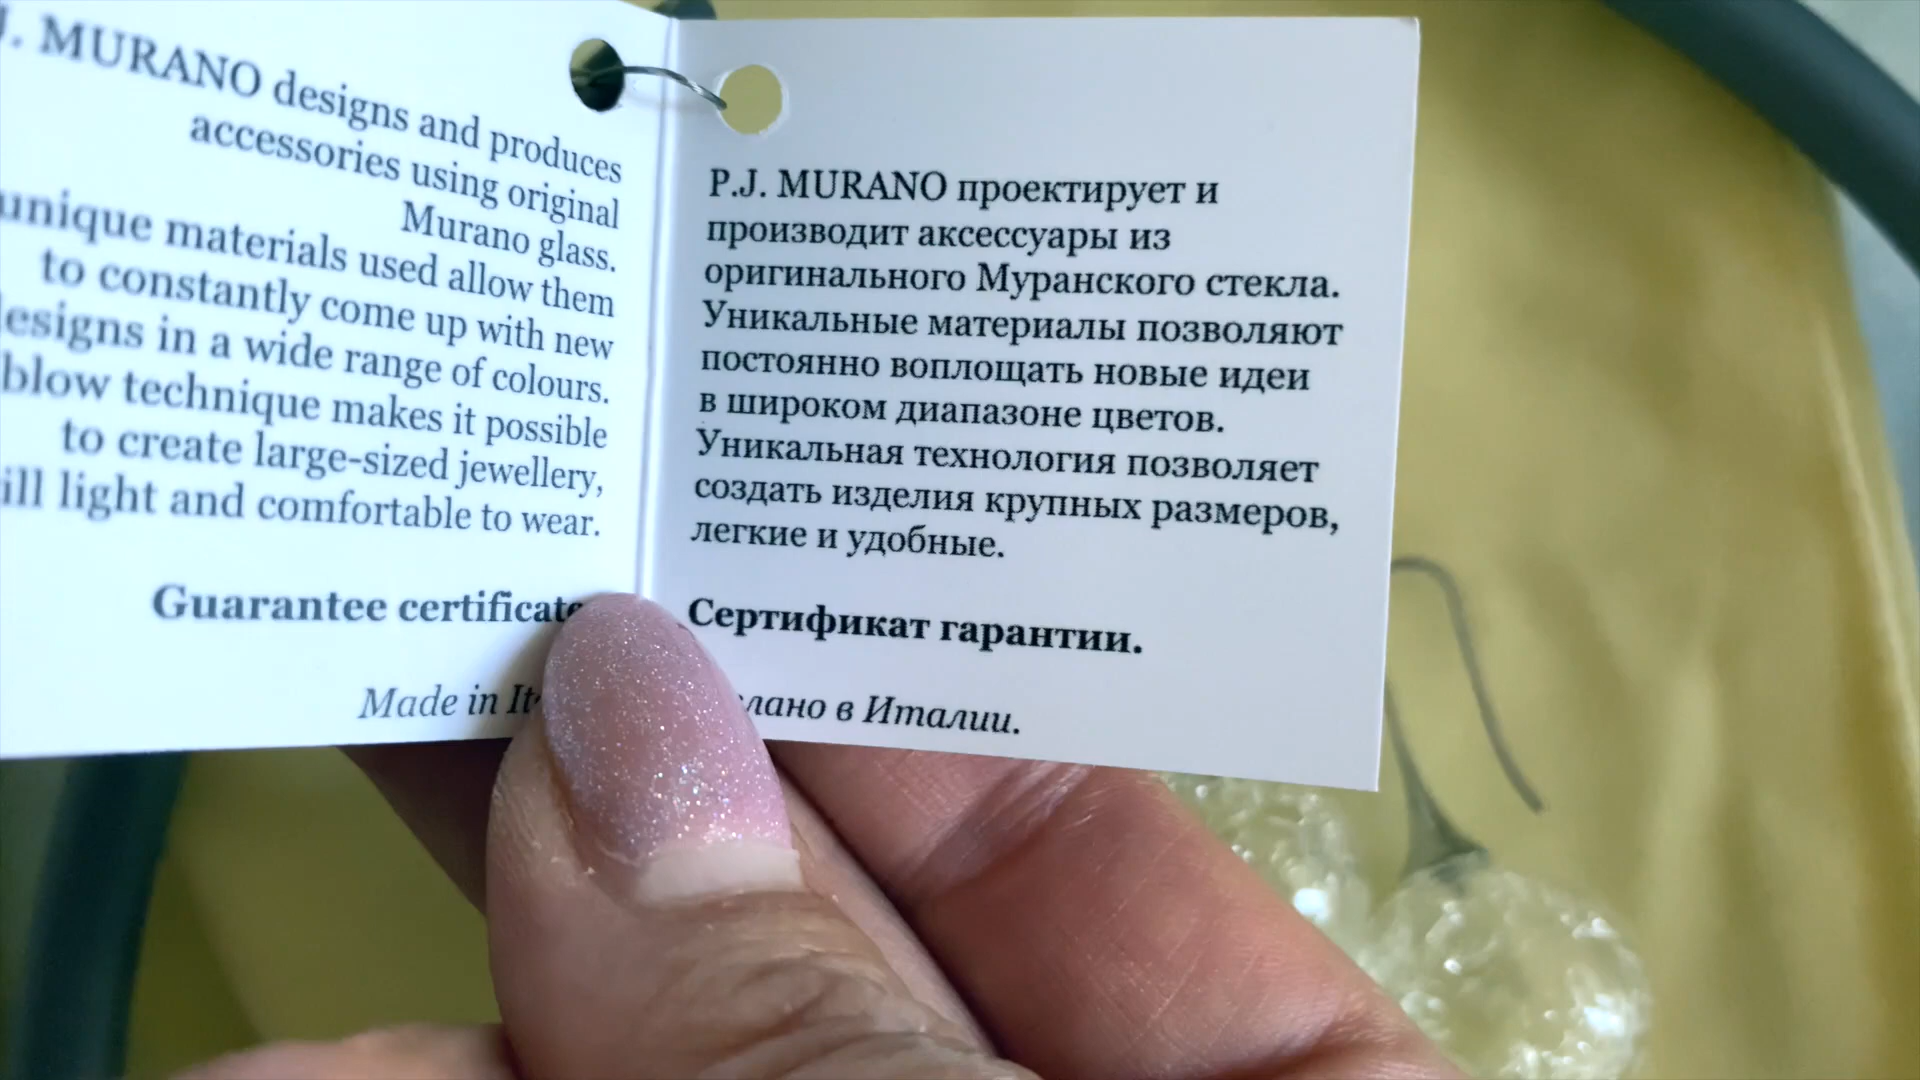 J. MURANO designs and produces
accessories using original
Murano glass.
unique materials used allow them
to constantly come up with new
designs in a wide range of colours.
blow technique makes it possible
to create large-sized jewellery,
light and comfortable to wear.
Guarantee certificate
Made in
P.J. MURANO проектирует и
производит аксессуары из
оригинального Муранского стекла.
Уникальные материалы позволяют
постоянно воплощать новые идеи
в широком диапазоне цветов.
Уникальная технология позволяет
создать изделия крупных размеров,
легкие и удобные.
Сертификат гарантии.
в Италии.